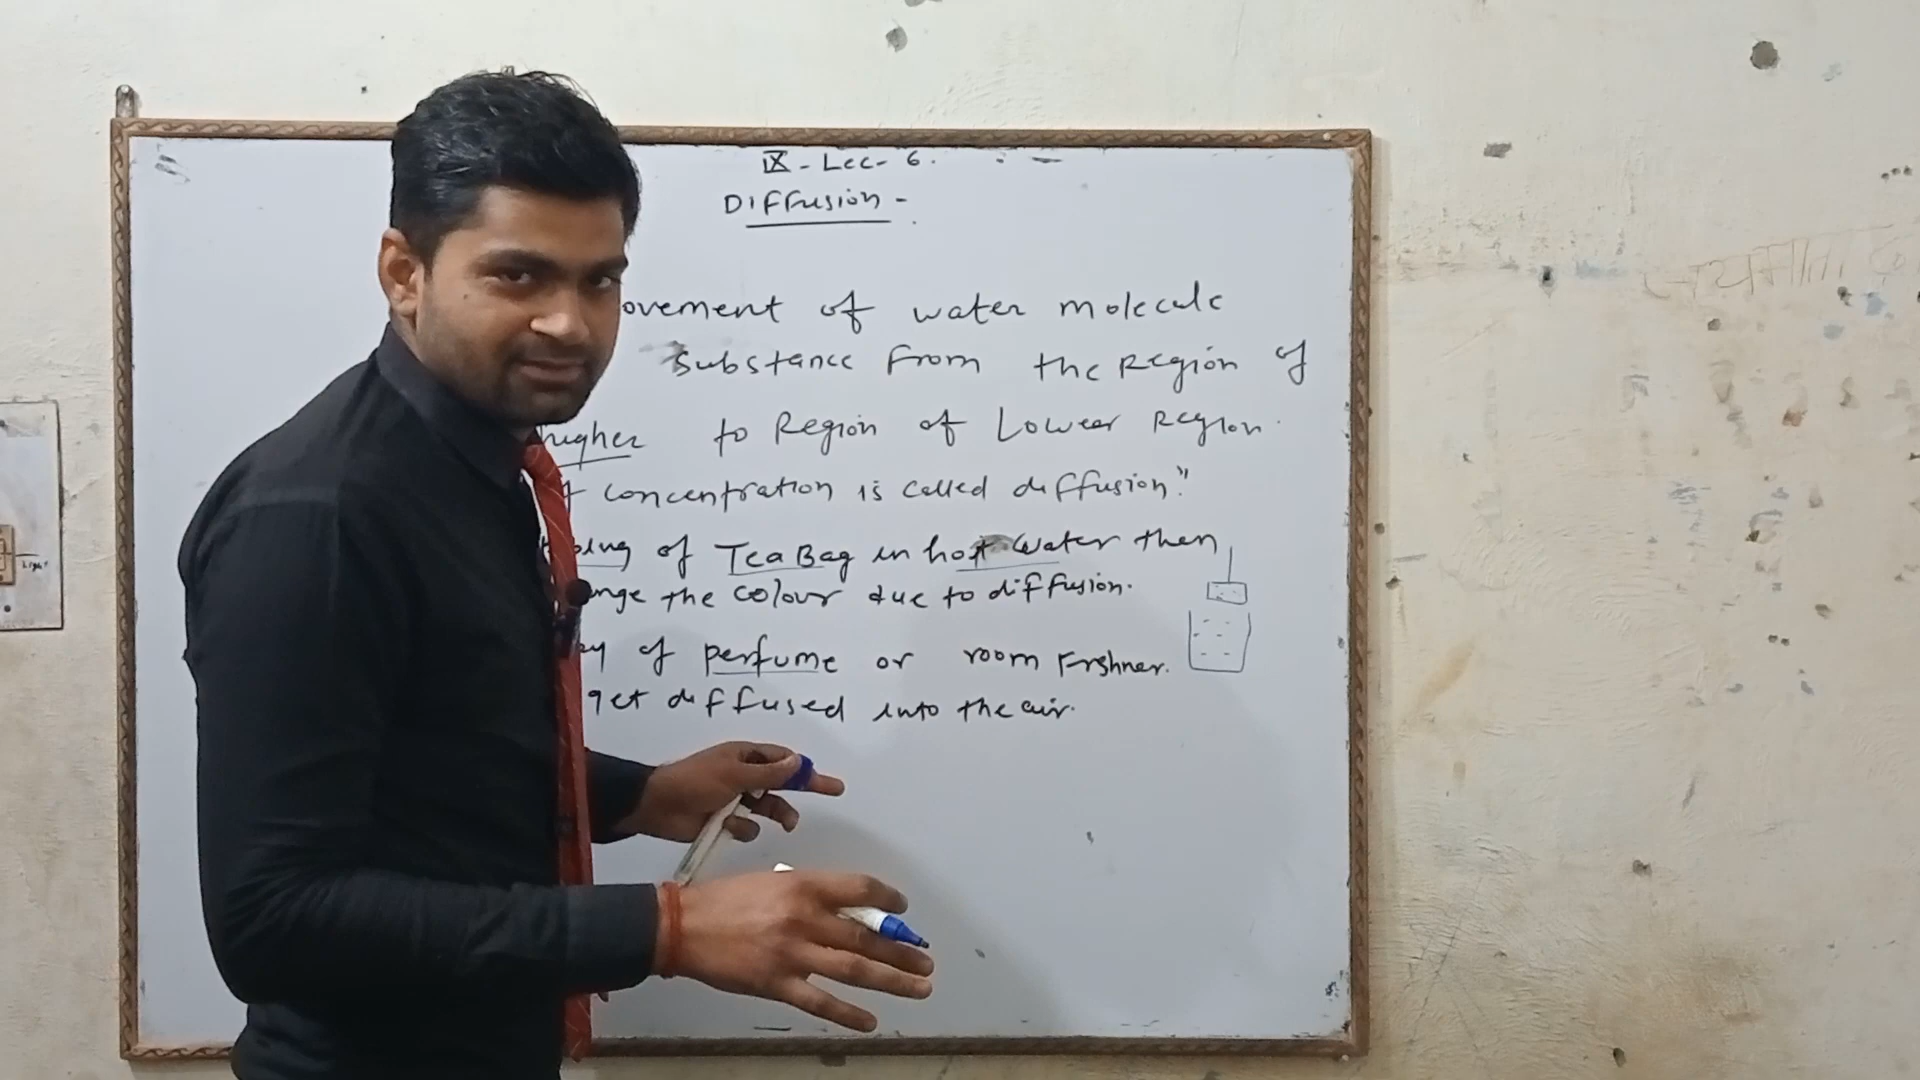 IX - Lec - 6.
Diffusion -
ovement of water molecule
substance from the Region of
higher to Region of Lower Region.
concentration is called diffusion."
of Tea Bag in hot water then
nge the colour due to diffusion.
of perfume or room Frshner.
get diffused into the air.
Light